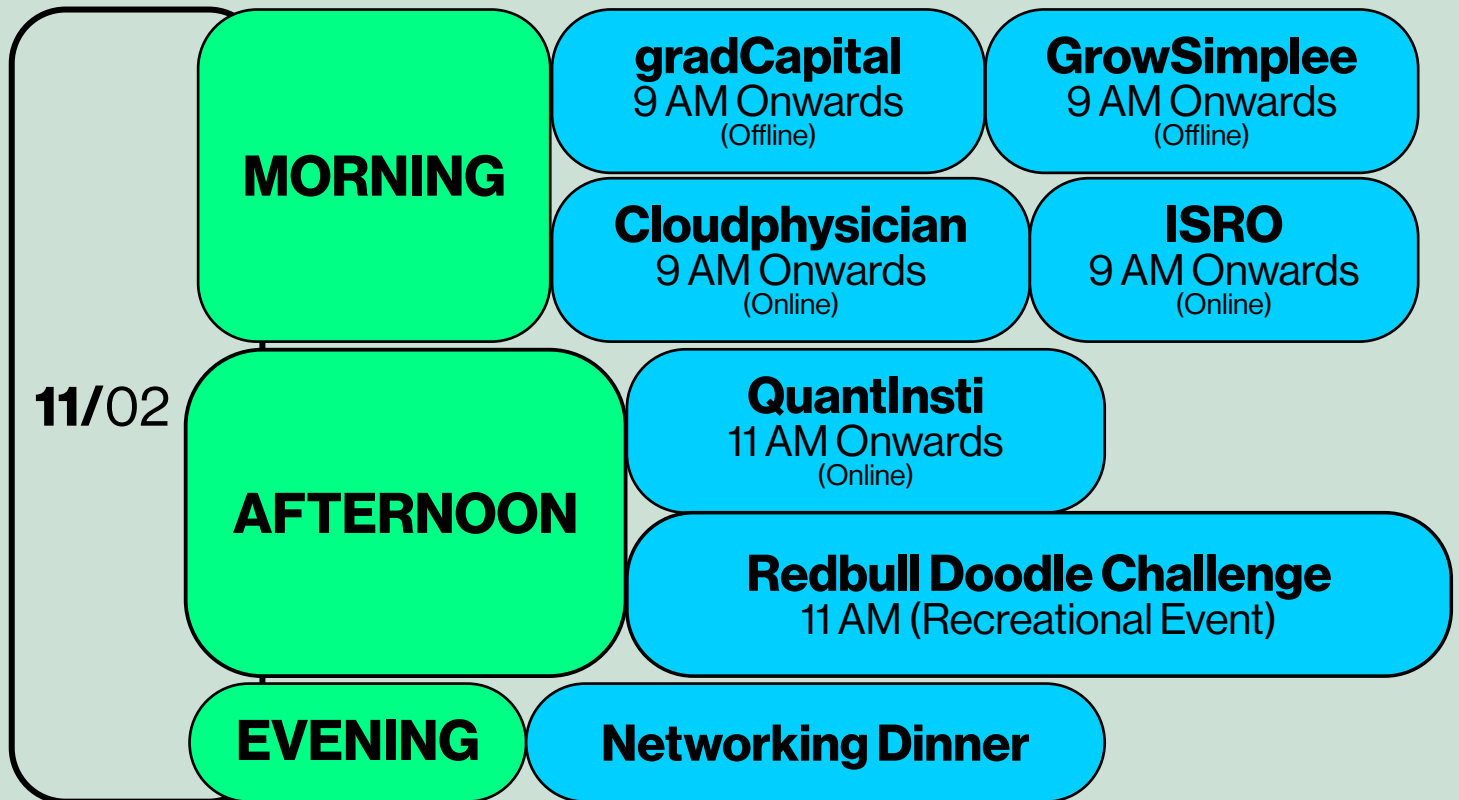 11/02
MORNING
gradCapital
9 AM Onwards
(Offline)
GrowSimplee
9 AM Onwards
(Offline)
Cloudphysician
9 AM Onwards
(Online)
ISRO
9 AM Onwards
(Online)
AFTERNOON
QuantInsti
11 AM Onwards
(Online)
Redbull Doodle Challenge
11 AM (Recreational Event)
EVENING
Networking Dinner